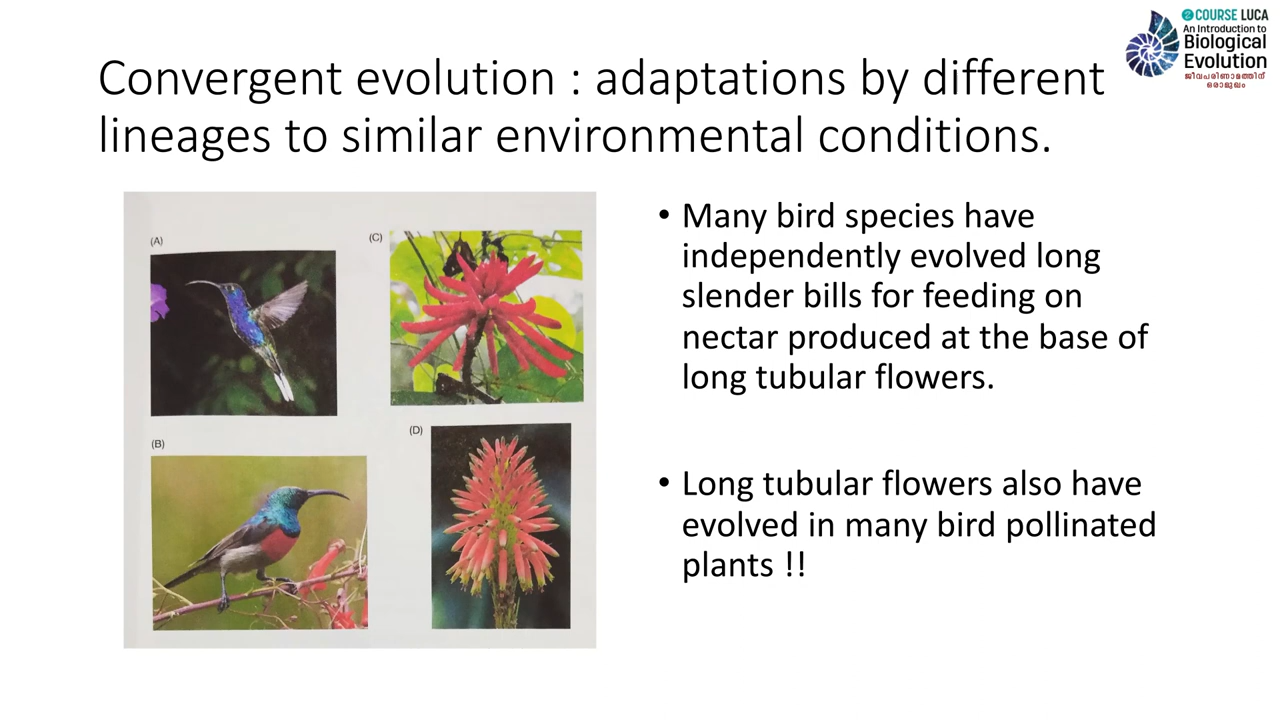 COURSE LUCA
An Introduction to
Biological
Evolution
ജീവപരിണാമത്തിന്
ഒരാമുഖം
Convergent evolution : adaptations by different
lineages to similar environmental conditions.
(A)
(C)
(B)
(D)
• Many bird species have
independently evolved long
slender bills for feeding on
nectar produced at the base of
long tubular flowers.
• Long tubular flowers also have
evolved in many bird pollinated
plants !!